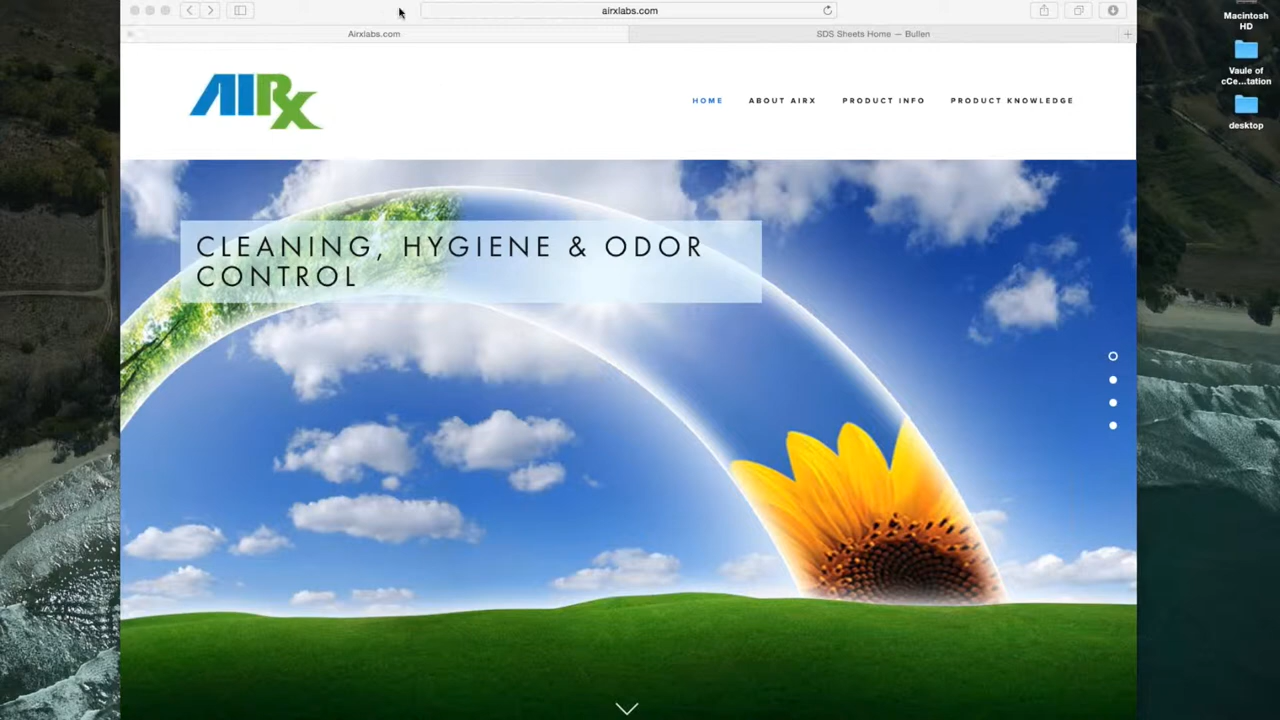 airxlabs.com
Macintosh
HD
Airxlabs.com
SDS Sheets Home — Bullen
Vaule of
cCe...tation
AIRx
HOME
ABOUT AIRX
PRODUCT INFO
PRODUCT KNOWLEDGE
desktop
CLEANING, HYGIENE & ODOR
CONTROL